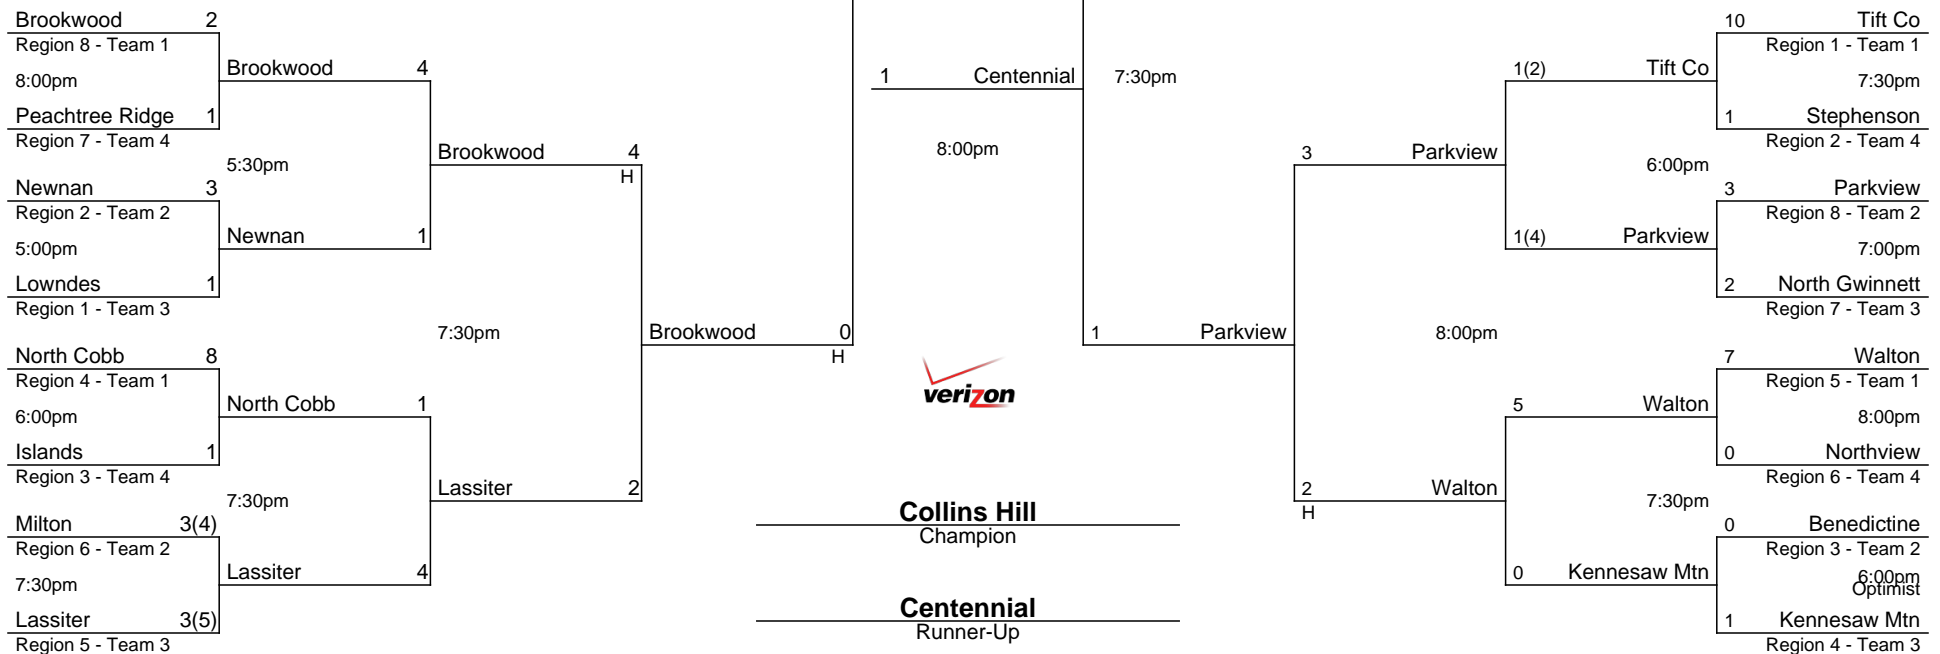 Brookwood 2
Region 8 - Team 1
8:00pm
Peachtree Ridge 1
Region 7 - Team 4
Newnan 3
Region 2 - Team 2
5:00pm
Lowndes 1
Region 1 - Team 3
North Cobb 8
Region 4 - Team 1
6:00pm
Islands 1
Region 3 - Team 4
Milton 3(4)
Region 6 - Team 2
7:30pm
Lassiter 3(5)
Region 5 - Team 3
Brookwood 4
5:30pm
Newnan 1
North Cobb 1
7:30pm
Lassiter 4
Brookwood 4
H
7:30pm
Lassiter 2
Brookwood 0
H
1 Centennial
8:00pm
verizon
Collins Hill
Champion
Centennial
Runner-Up
7:30pm
1 Parkview
3 Parkview
8:00pm
2 Walton
H
1(2) Tift Co
6:00pm
1(4) Parkview
5 Walton
7:30pm
0 Kennesaw Mtn
10 Tift Co
Region 1 - Team 1
7:30pm
1 Stephenson
Region 2 - Team 4
3 Parkview
Region 8 - Team 2
7:00pm
2 North Gwinnett
Region 7 - Team 3
7 Walton
Region 5 - Team 1
8:00pm
0 Northview
Region 6 - Team 4
0 Benedictine
Region 3 - Team 2
6:00pm
Optimist
1 Kennesaw Mtn
Region 4 - Team 3